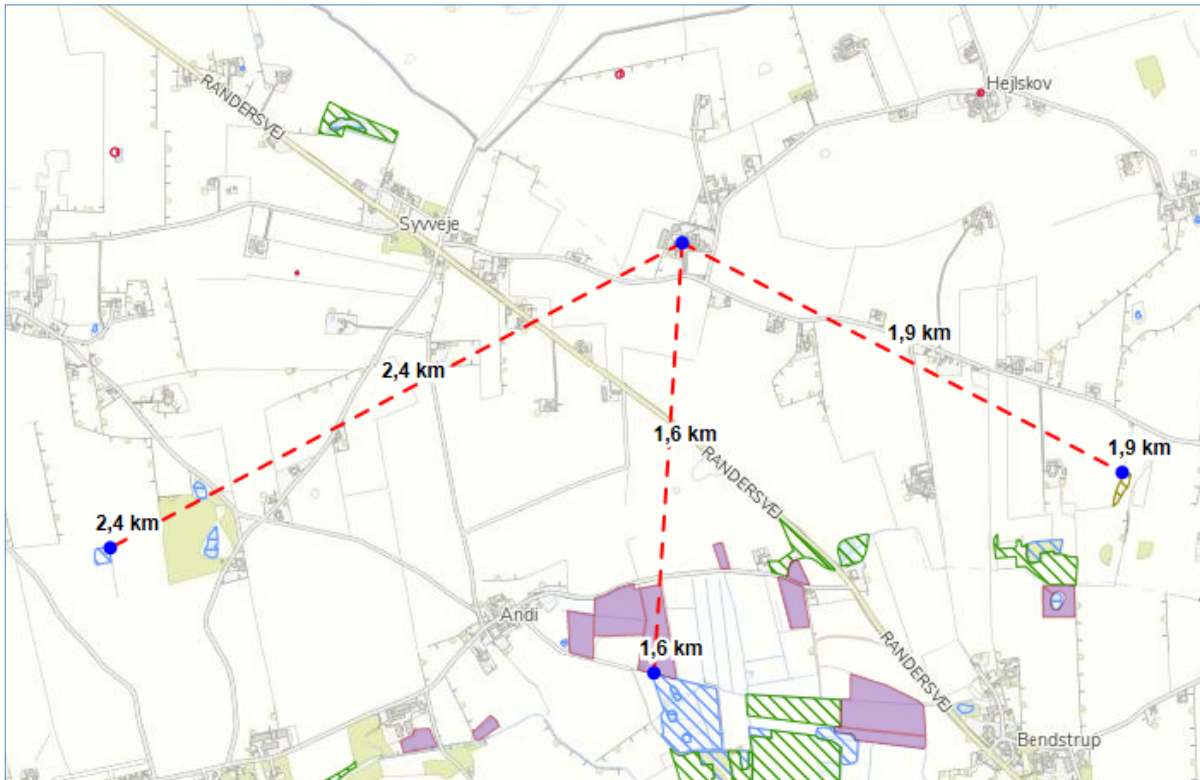 Hejlskov
RANDERSVEJ
Syvveje
1,9 km
2,4 km
1,6 km
1,9 km
RANDERSVEJ
2,4 km
Andi
1,6 km
RANDERSVEJ
Bendstrup